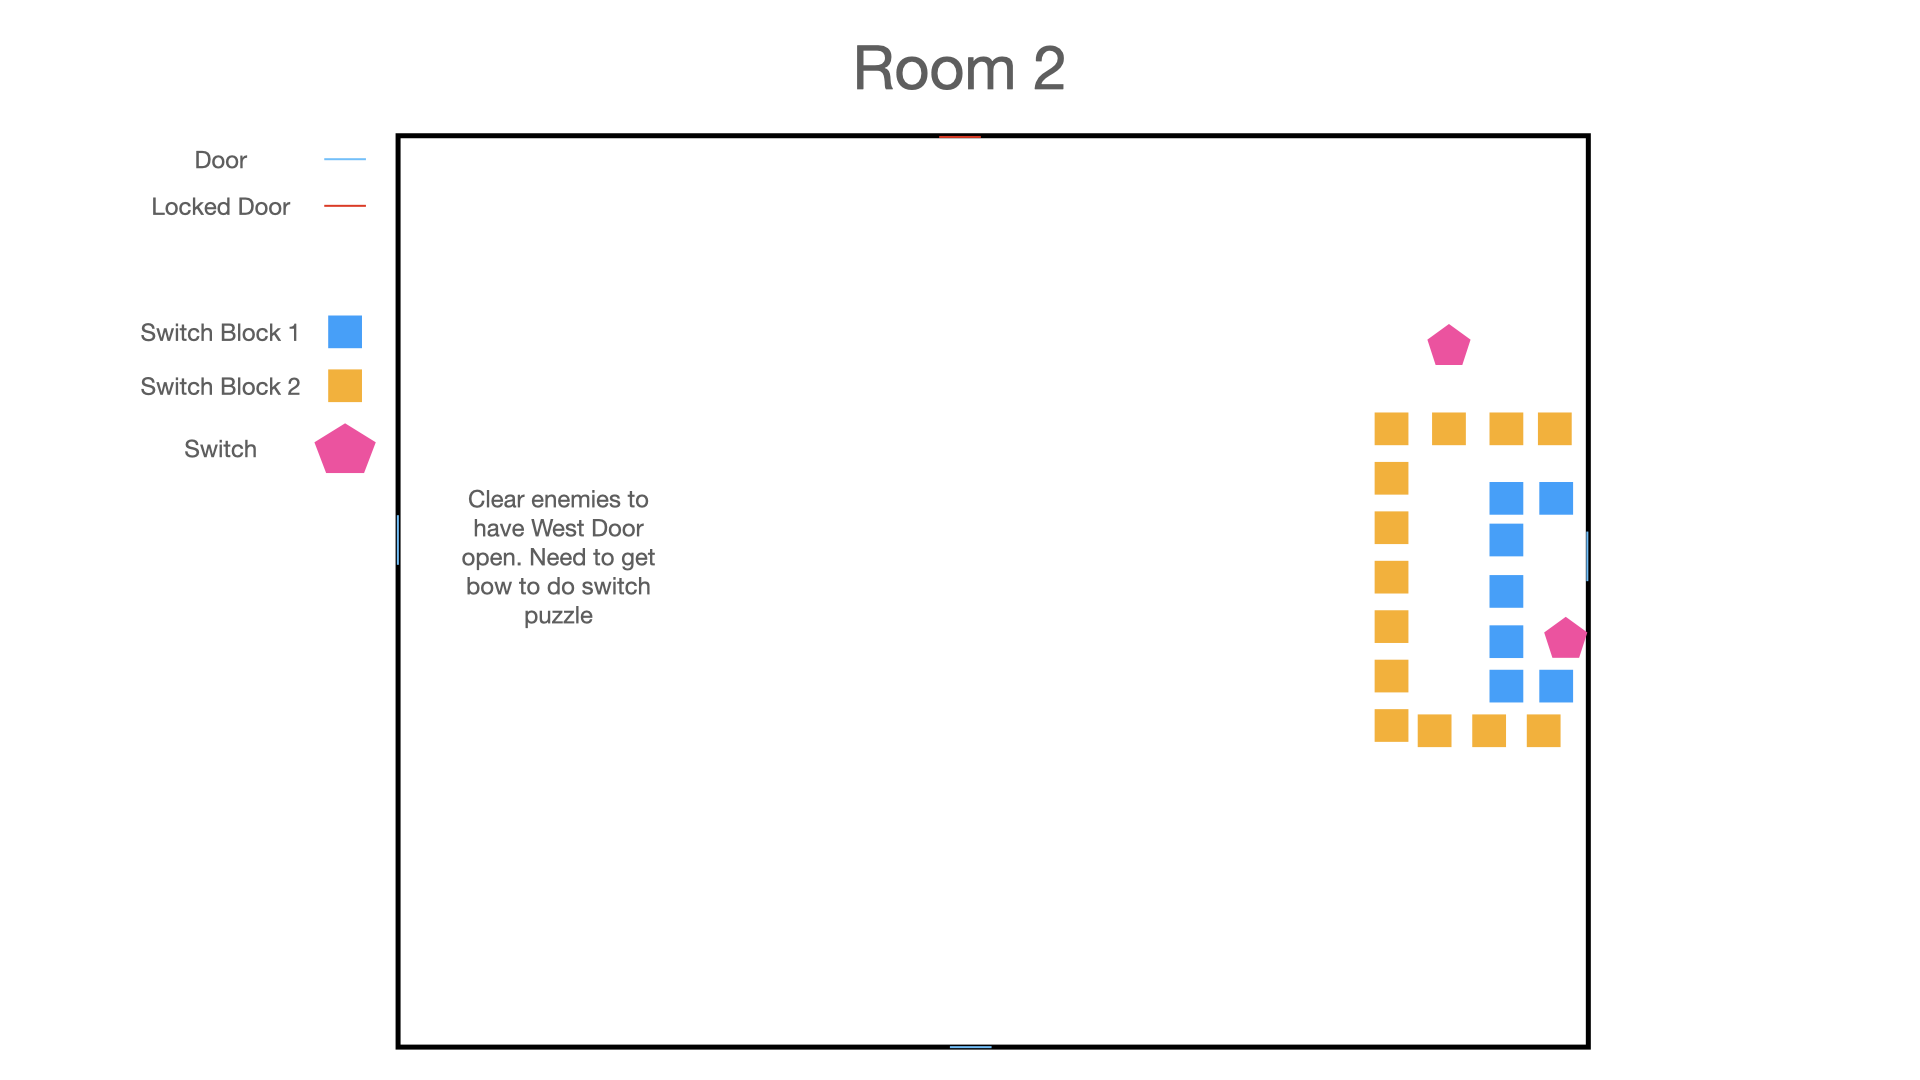 Room 2
Door
Locked Door
Switch Block 1
Switch Block 2
Switch
Clear enemies to
have West Door
open. Need to get
bow to do switch
puzzle